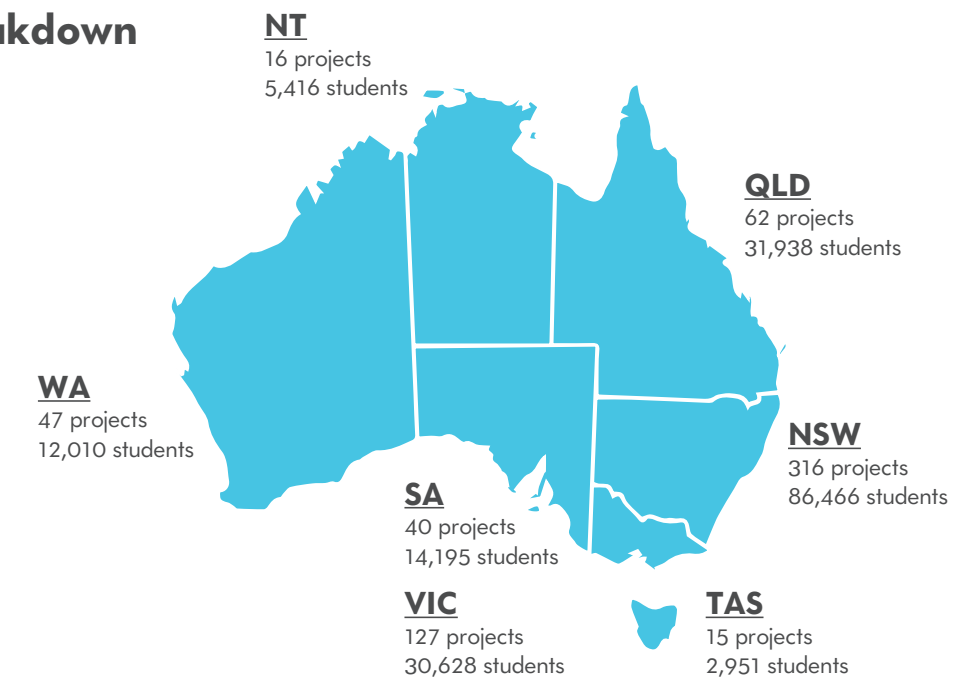 NT
16 projects
5,416 students
QLD
62 projects
31,938 students
WA
47 projects
12,010 students
NSW
316 projects
86,466 students
SA
40 projects
14,195 students
VIC
127 projects
30,628 students
TAS
15 projects
2,951 students